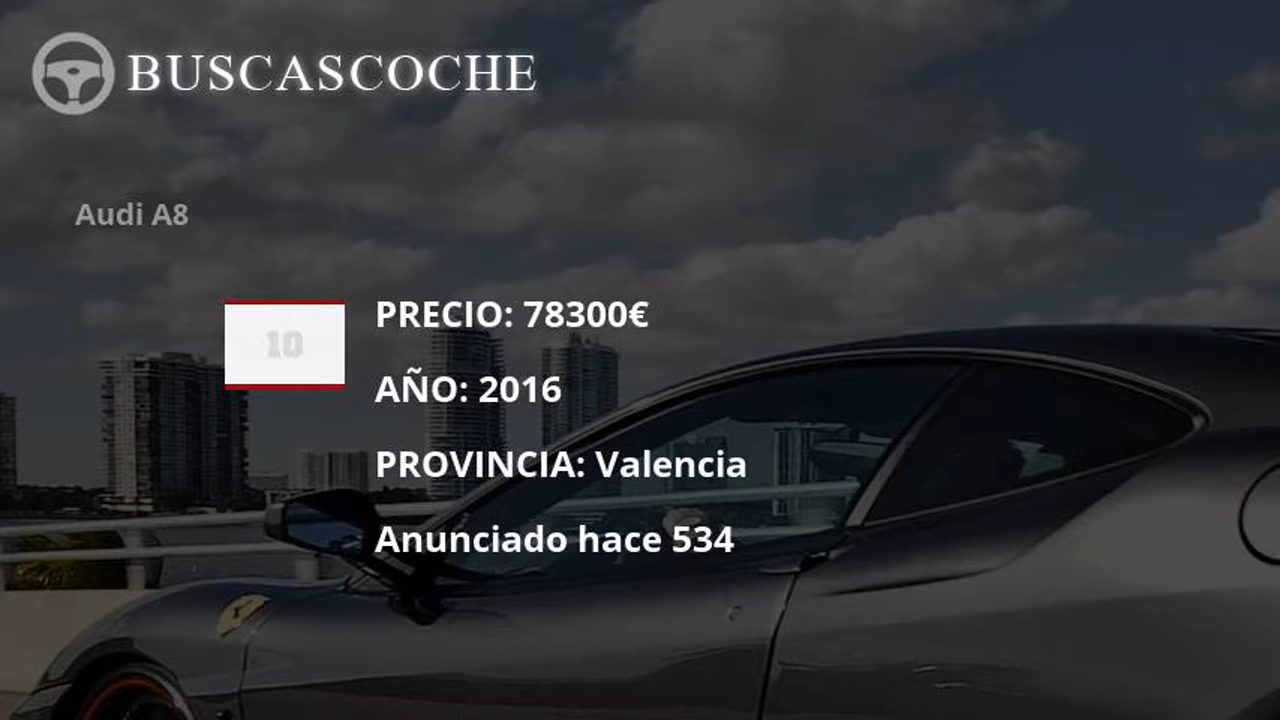 BUSCASCOCHE
Audi A8
10
PRECIO: 78300€
AÑO: 2016
PROVINCIA: Valencia
Anunciado hace 534